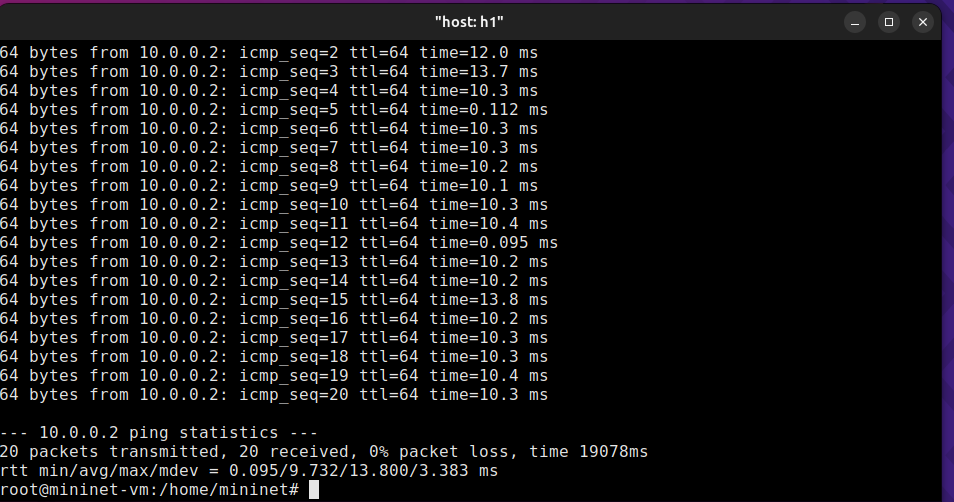 "host: h1"
64 bytes from 10.0.0.2: icmp_seq=2 ttl=64 time=12.0 ms
64 bytes from 10.0.0.2: icmp_seq=3 ttl=64 time=13.7 ms
64 bytes from 10.0.0.2: icmp_seq=4 ttl=64 time=10.3 ms
64 bytes from 10.0.0.2: icmp_seq=5 ttl=64 time=0.112 ms
64 bytes from 10.0.0.2: icmp_seq=6 ttl=64 time=10.3 ms
64 bytes from 10.0.0.2: icmp_seq=7 ttl=64 time=10.3 ms
64 bytes from 10.0.0.2: icmp_seq=8 ttl=64 time=10.2 ms
64 bytes from 10.0.0.2: icmp_seq=9 ttl=64 time=10.1 ms
64 bytes from 10.0.0.2: icmp_seq=10 ttl=64 time=10.3 ms
64 bytes from 10.0.0.2: icmp_seq=11 ttl=64 time=10.4 ms
64 bytes from 10.0.0.2: icmp_seq=12 ttl=64 time=0.095 ms
64 bytes from 10.0.0.2: icmp_seq=13 ttl=64 time=10.2 ms
64 bytes from 10.0.0.2: icmp_seq=14 ttl=64 time=10.2 ms
64 bytes from 10.0.0.2: icmp_seq=15 ttl=64 time=13.8 ms
64 bytes from 10.0.0.2: icmp_seq=16 ttl=64 time=10.2 ms
64 bytes from 10.0.0.2: icmp_seq=17 ttl=64 time=10.3 ms
64 bytes from 10.0.0.2: icmp_seq=18 ttl=64 time=10.3 ms
64 bytes from 10.0.0.2: icmp_seq=19 ttl=64 time=10.4 ms
64 bytes from 10.0.0.2: icmp_seq=20 ttl=64 time=10.3 ms
--- 10.0.0.2 ping statistics ---
20 packets transmitted, 20 received, 0% packet loss, time 19078ms
rtt min/avg/max/mdev = 0.095/9.732/13.800/3.383 ms
root@mininet-vm:/home/mininet#